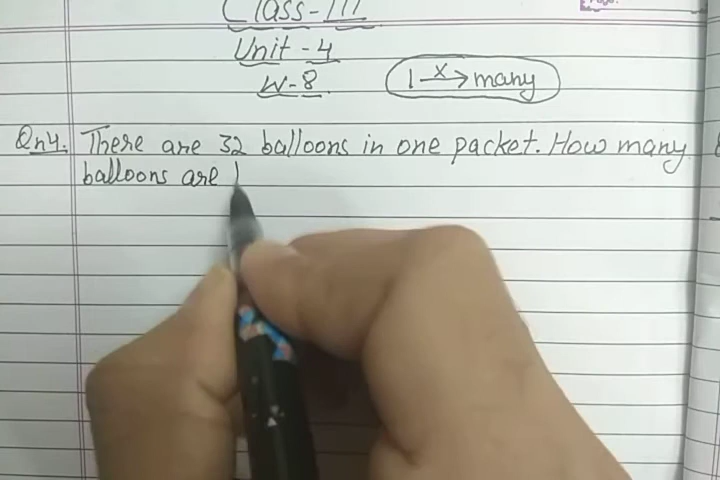 Class-III
Unit-4
W-8
1 x→ many
Qn4. There are 32 balloons in one packet. How many
balloons are